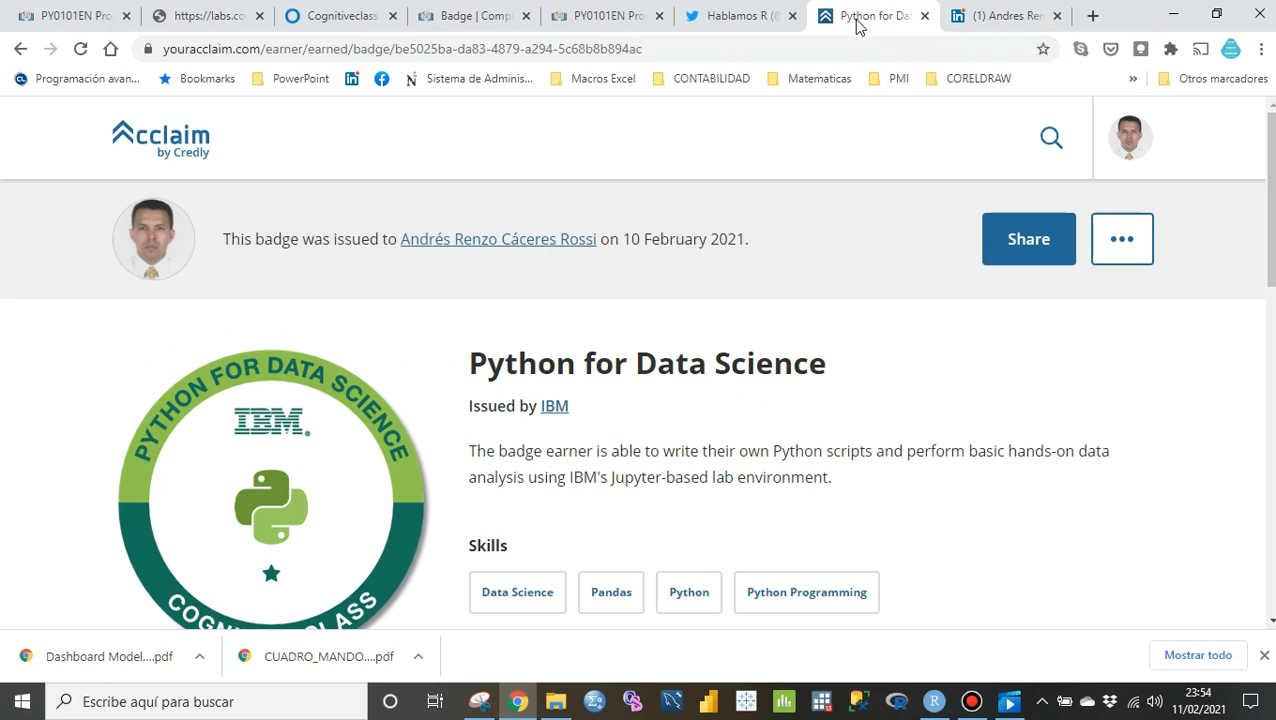 PY0101EN Pro
https://labs.co
Cognitiveclass
Badge | Compl
PY0101EN Pro
Hablamos R (@
Python for Dat
(1) Andres Ren
youracclaim.com/earner/earned/badge/be5025ba-da83-4879-a294-5c68b8b894ac
Programación avan...
Bookmarks
PowerPoint
Sistema de Adminis...
Macros Excel
CONTABILIDAD
Matematicas
PMI
CORELDRAW
Otros marcadores
Acclaim
by Credly
This badge was issued to Andrés Renzo Cáceres Rossi on 10 February 2021.
Share
PYTHON FOR DATA SCIENCE
IBM
COGNITIVE CLASS
Python for Data Science
Issued by IBM
The badge earner is able to write their own Python scripts and perform basic hands-on data
analysis using IBM's Jupyter-based lab environment.
Skills
Data Science
Pandas
Python
Python Programming
Dashboard Model....pdf
CUADRO_MANDO....pdf
Mostrar todo
Escribe aquí para buscar
23:54
11/02/2021